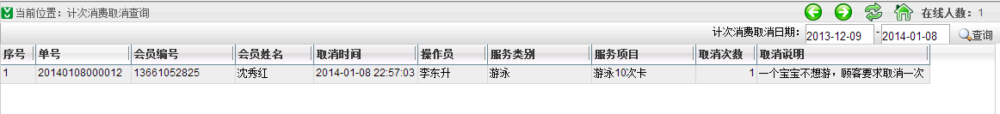 当前位置：计次消费取消查询 在线人数：1
计次消费取消日期： 2013-12-09 - 2014-01-08 查询
序号 单号 会员编号 会员姓名 取消时间 操作员 服务类别 服务项目 取消次数 取消说明
1 20140108000012 13661052825 沈秀红 2014-01-08 22:57:03 李东升 游泳 游泳10次卡 1 一个宝宝不想游，顾客要求取消一次